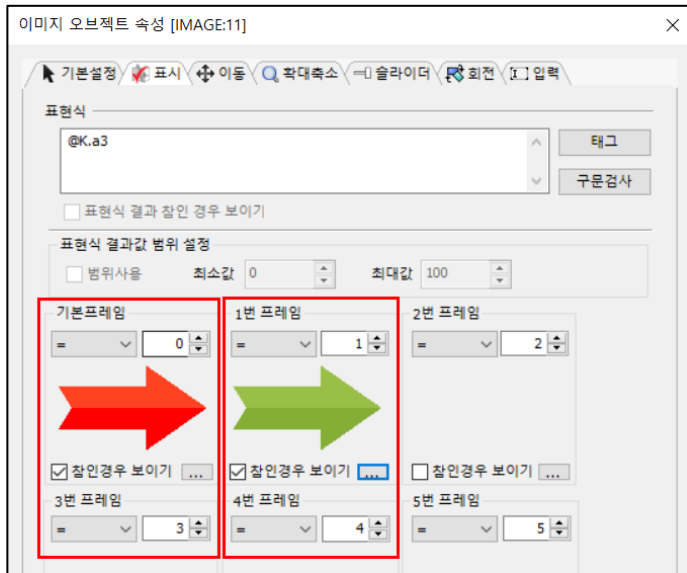 이미지 오브젝트 속성 [IMAGE:11]
기본설정 표시 이동 확대축소 슬라이더 회전 입력
표현식
@K.a3
태그
구문검사
표현식 결과 참인 경우 보이기
표현식 결과값 범위 설정
범위사용 최소값 0 최대값 100
기본프레임 1번 프레임 2번 프레임
= 0 = 1 = 2
참인경우 보이기 ... 참인경우 보이기 ... 참인경우 보이기 ...
3번 프레임 4번 프레임 5번 프레임
= 3 = 4 = 5